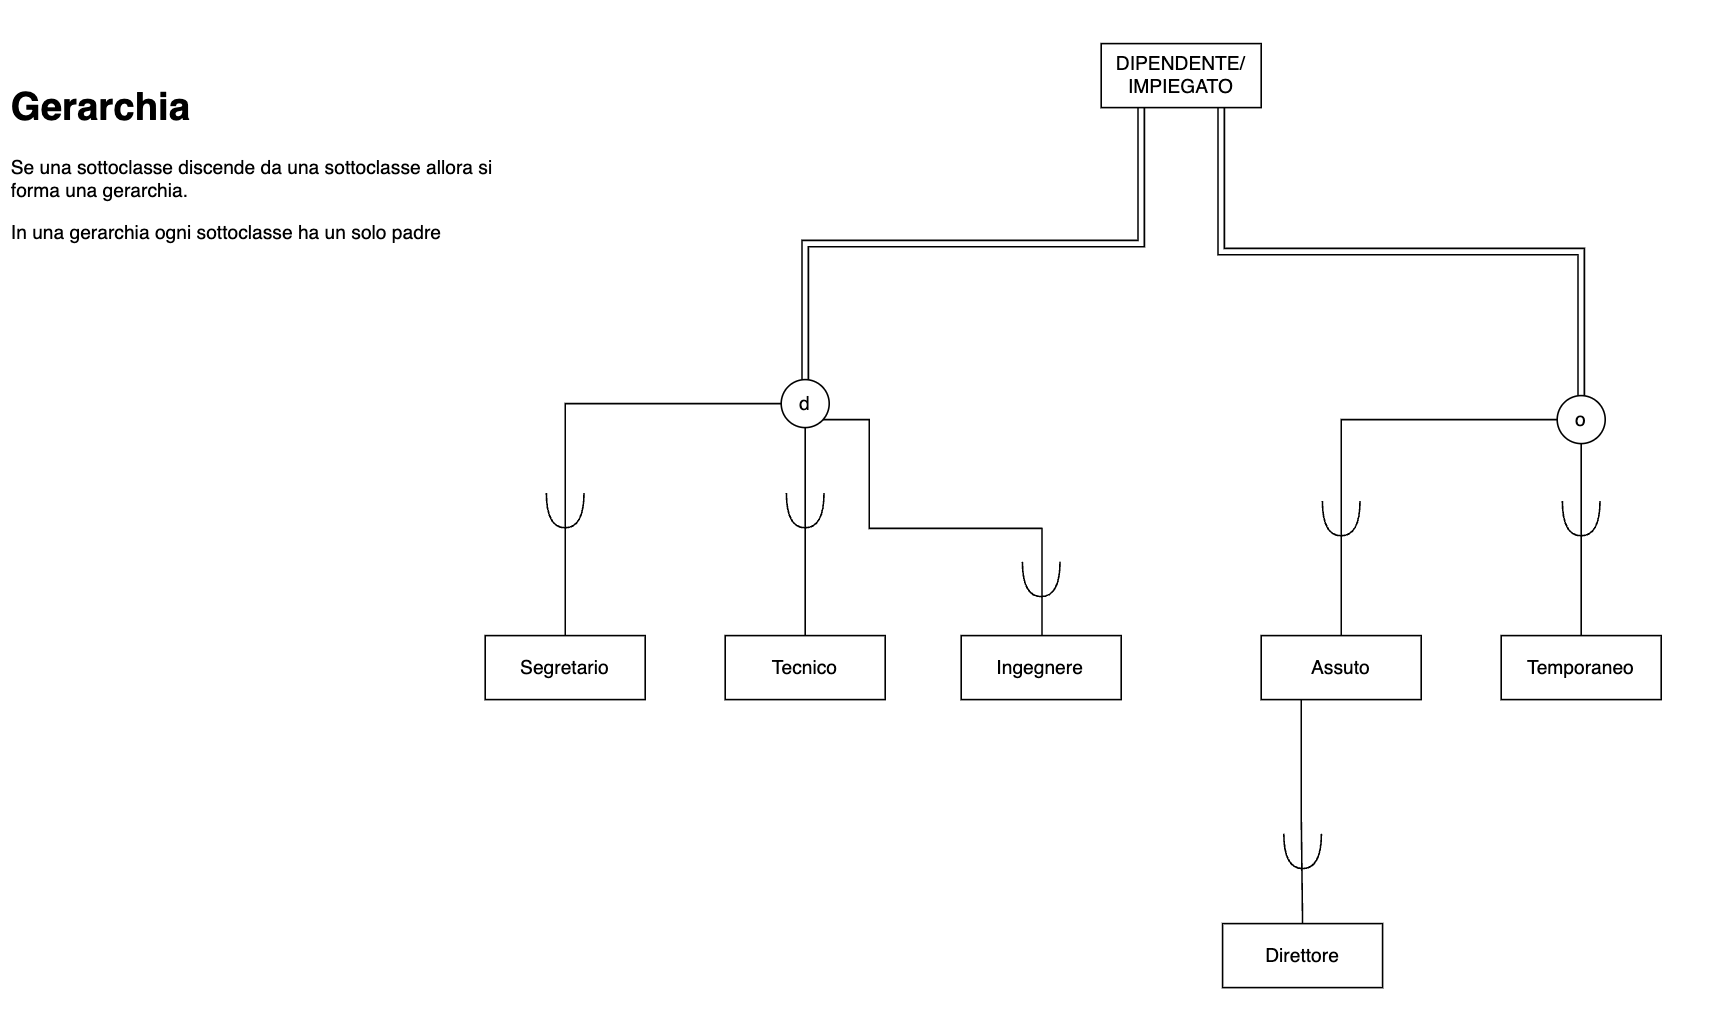 Gerarchia
Se una sottoclasse discende da una sottoclasse allora si
forma una gerarchia.
In una gerarchia ogni sottoclasse ha un solo padre
DIPENDENTE/
IMPIEGATO
d
o
Segretario
Tecnico
Ingegnere
Assuto
Temporaneo
Direttore